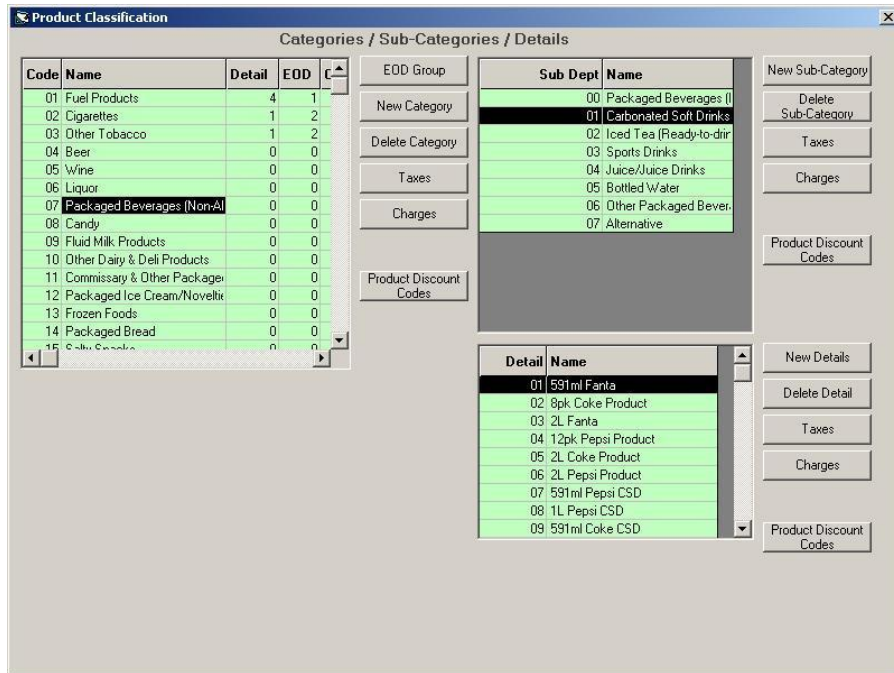 Product Classification
Categories / Sub-Categories / Details
Code Name Detail EOD
01 Fuel Products 4 1
02 Cigarettes 1 2
03 Other Tobacco 1 2
04 Beer 0 0
05 Wine 0 0
06 Liquor 0 0
07 Packaged Beverages (Non-Al 0 0
08 Candy 0 0
09 Fluid Milk Products 0 0
10 Other Dairy & Deli Products 0 0
11 Commissary & Other Package 0 0
12 Packaged Ice Cream/Noveltie 0 0
13 Frozen Foods 0 0
14 Packaged Bread 0 0
15 Salty Snacks 0 0
EOD Group
New Category
Delete Category
Taxes
Charges
Product Discount
Codes
Sub Dept Name
00 Packaged Beverages (
01 Carbonated Soft Drinks
02 Iced Tea (Ready-to-drin
03 Sports Drinks
04 Juice/Juice Drinks
05 Bottled Water
06 Other Packaged Bever
07 Alternative
New Sub-Category
Delete
Sub-Category
Taxes
Charges
Product Discount
Codes
Detail Name
01 591ml Fanta
02 8pk Coke Product
03 2L Fanta
04 12pk Pepsi Product
05 2L Coke Product
06 2L Pepsi Product
07 591ml Pepsi CSD
08 1L Pepsi CSD
09 591ml Coke CSD
New Details
Delete Detail
Taxes
Charges
Product Discount
Codes